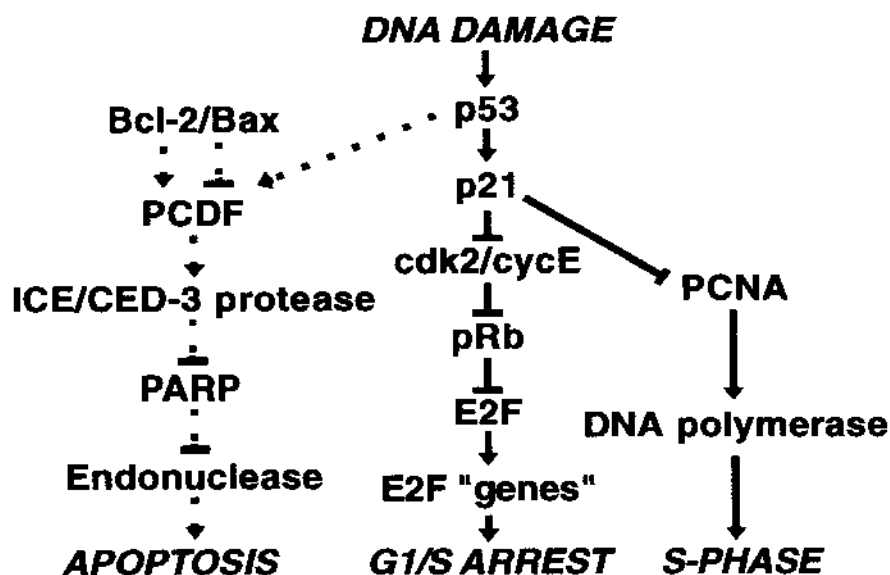 DNA DAMAGE
Bcl-2/Bax
p53
p21
PCDF
cdk2/cycE
ICE/CED-3 protease
PCNA
pRb
PARP
E2F
DNA polymerase
Endonuclease
E2F "genes"
APOPTOSIS
G1/S ARREST
S-PHASE